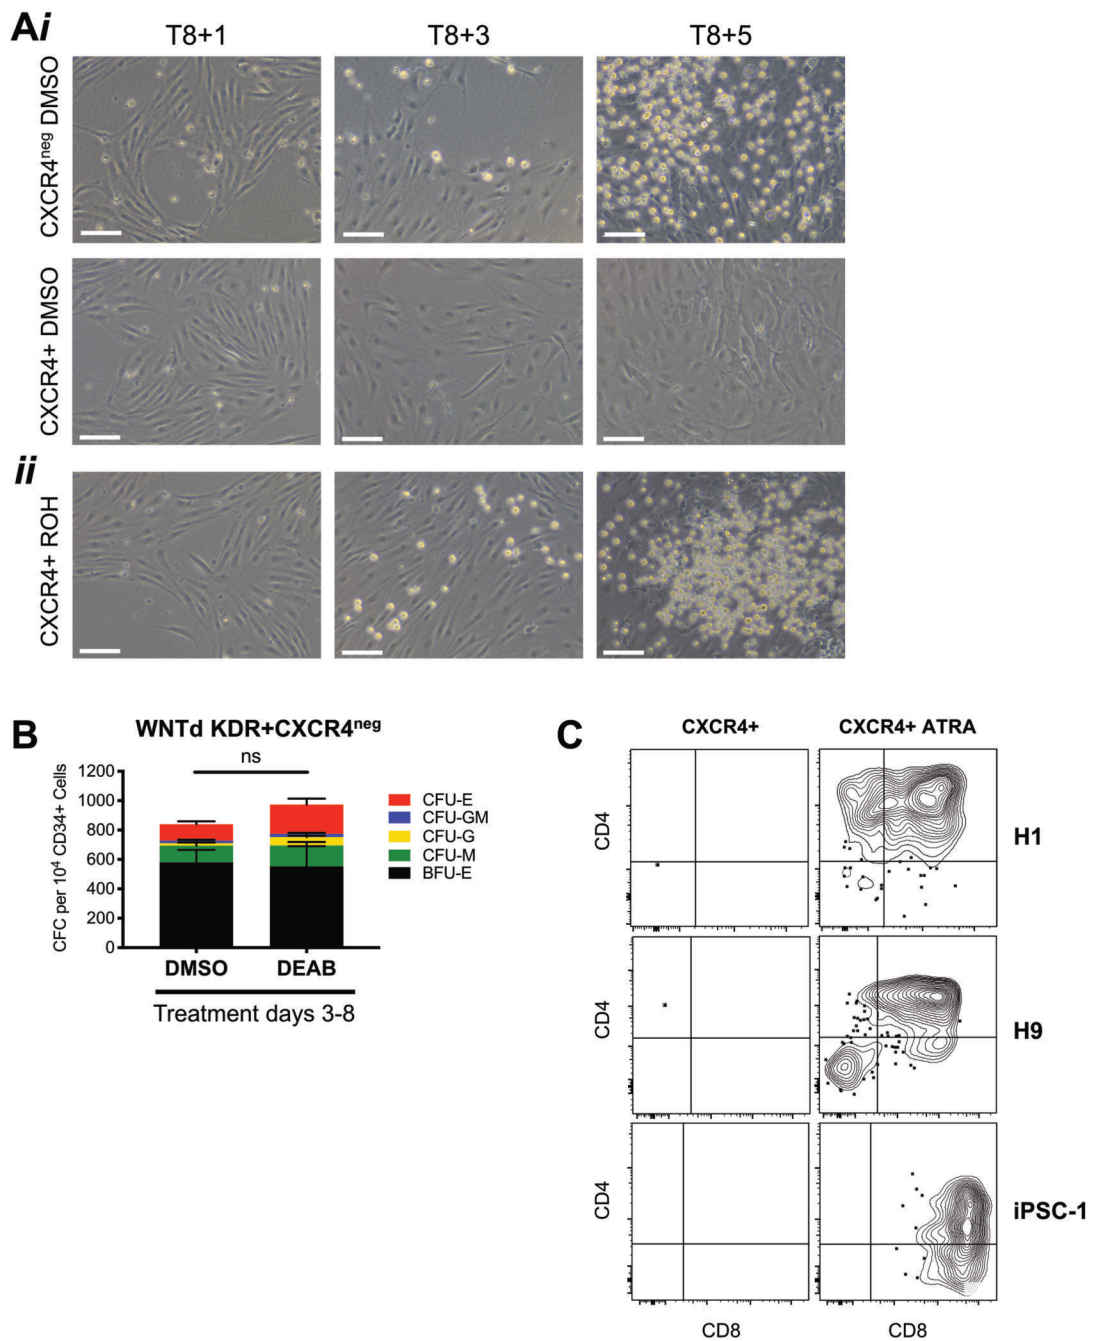 Ai
T8+1 T8+3 T8+5
CXCR4neg DMSO
CXCR4+ DMSO
ii
CXCR4+ ROH
B
WNTd KDR+CXCR4neg
ns
CFC per 10⁴ CD34+ Cells
1200
1000
800
600
400
200
0
CFU-E
CFU-GM
CFU-G
CFU-M
BFU-E
DMSO DEAB
Treatment days 3-8
C
CXCR4+ CXCR4+ ATRA
CD4
H1
CD4
H9
CD4
iPSC-1
CD8 CD8